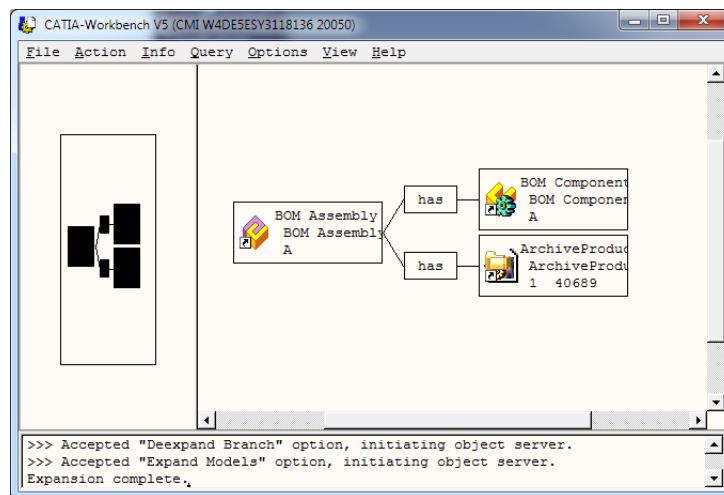 CATIA-Workbench V5 (CMI W4DE5ESY3118136 20050)
File Action Info Query Options View Help
BOM Assembly
BOM Assembly
A
has
has
BOM Component
BOM Componen
A
ArchiveProduc
ArchiveProdu
1 40689
>>> Accepted "Deexpand Branch" option, initiating object server.
>>> Accepted "Expand Models" option, initiating object server.
Expansion complete.